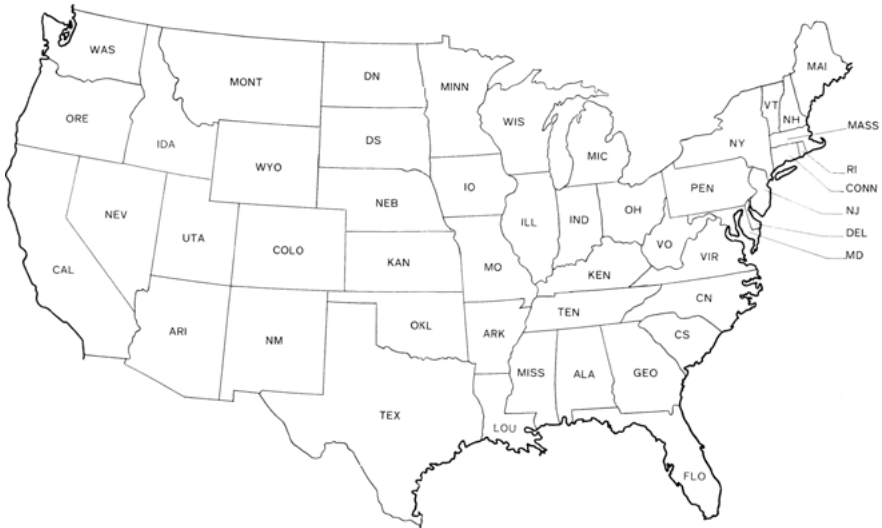 WAS
MONT
DN
MINN
MAI
VT
NH
ORE
IDA
DS
WIS
MASS
WYO
MIC
NY
RI
IO
PEN
CONN
NEV
NEB
NJ
UTA
COLO
ILL
IND
OH
DEL
KAN
VO
VIR
MD
CAL
MO
KEN
CN
ARI
NM
OKL
ARK
TEN
CS
MISS
ALA
GEO
TEX
LOU
FLO